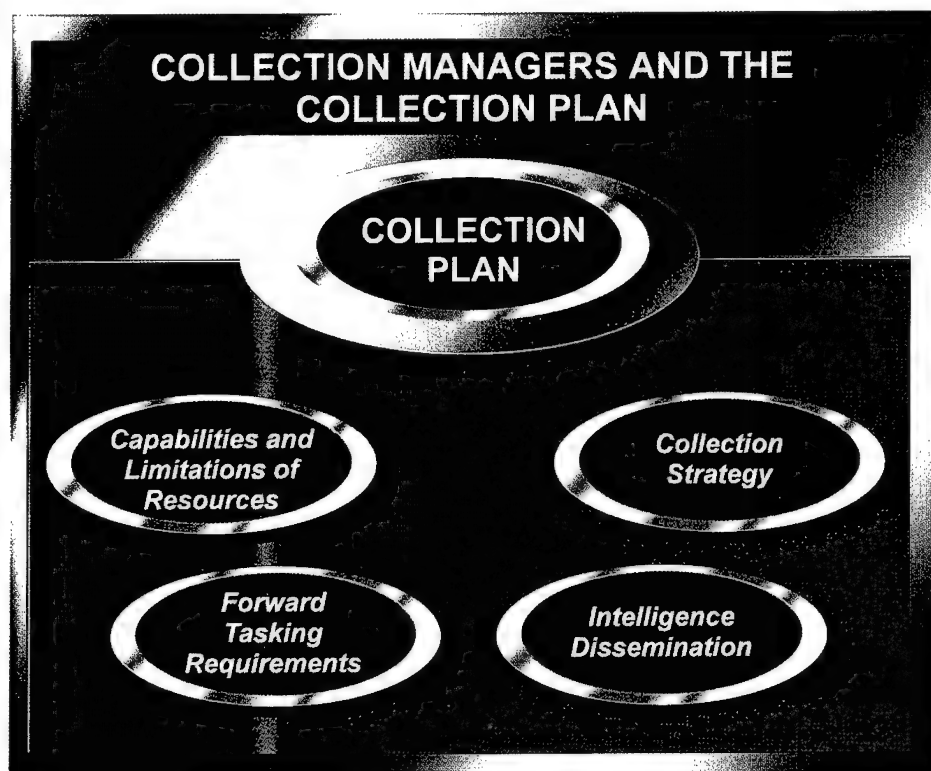 COLLECTION MANAGERS AND THE
COLLECTION PLAN
COLLECTION
PLAN
Capabilities and
Limitations of
Resources
Collection
Strategy
Forward
Tasking
Requirements
Intelligence
Dissemination